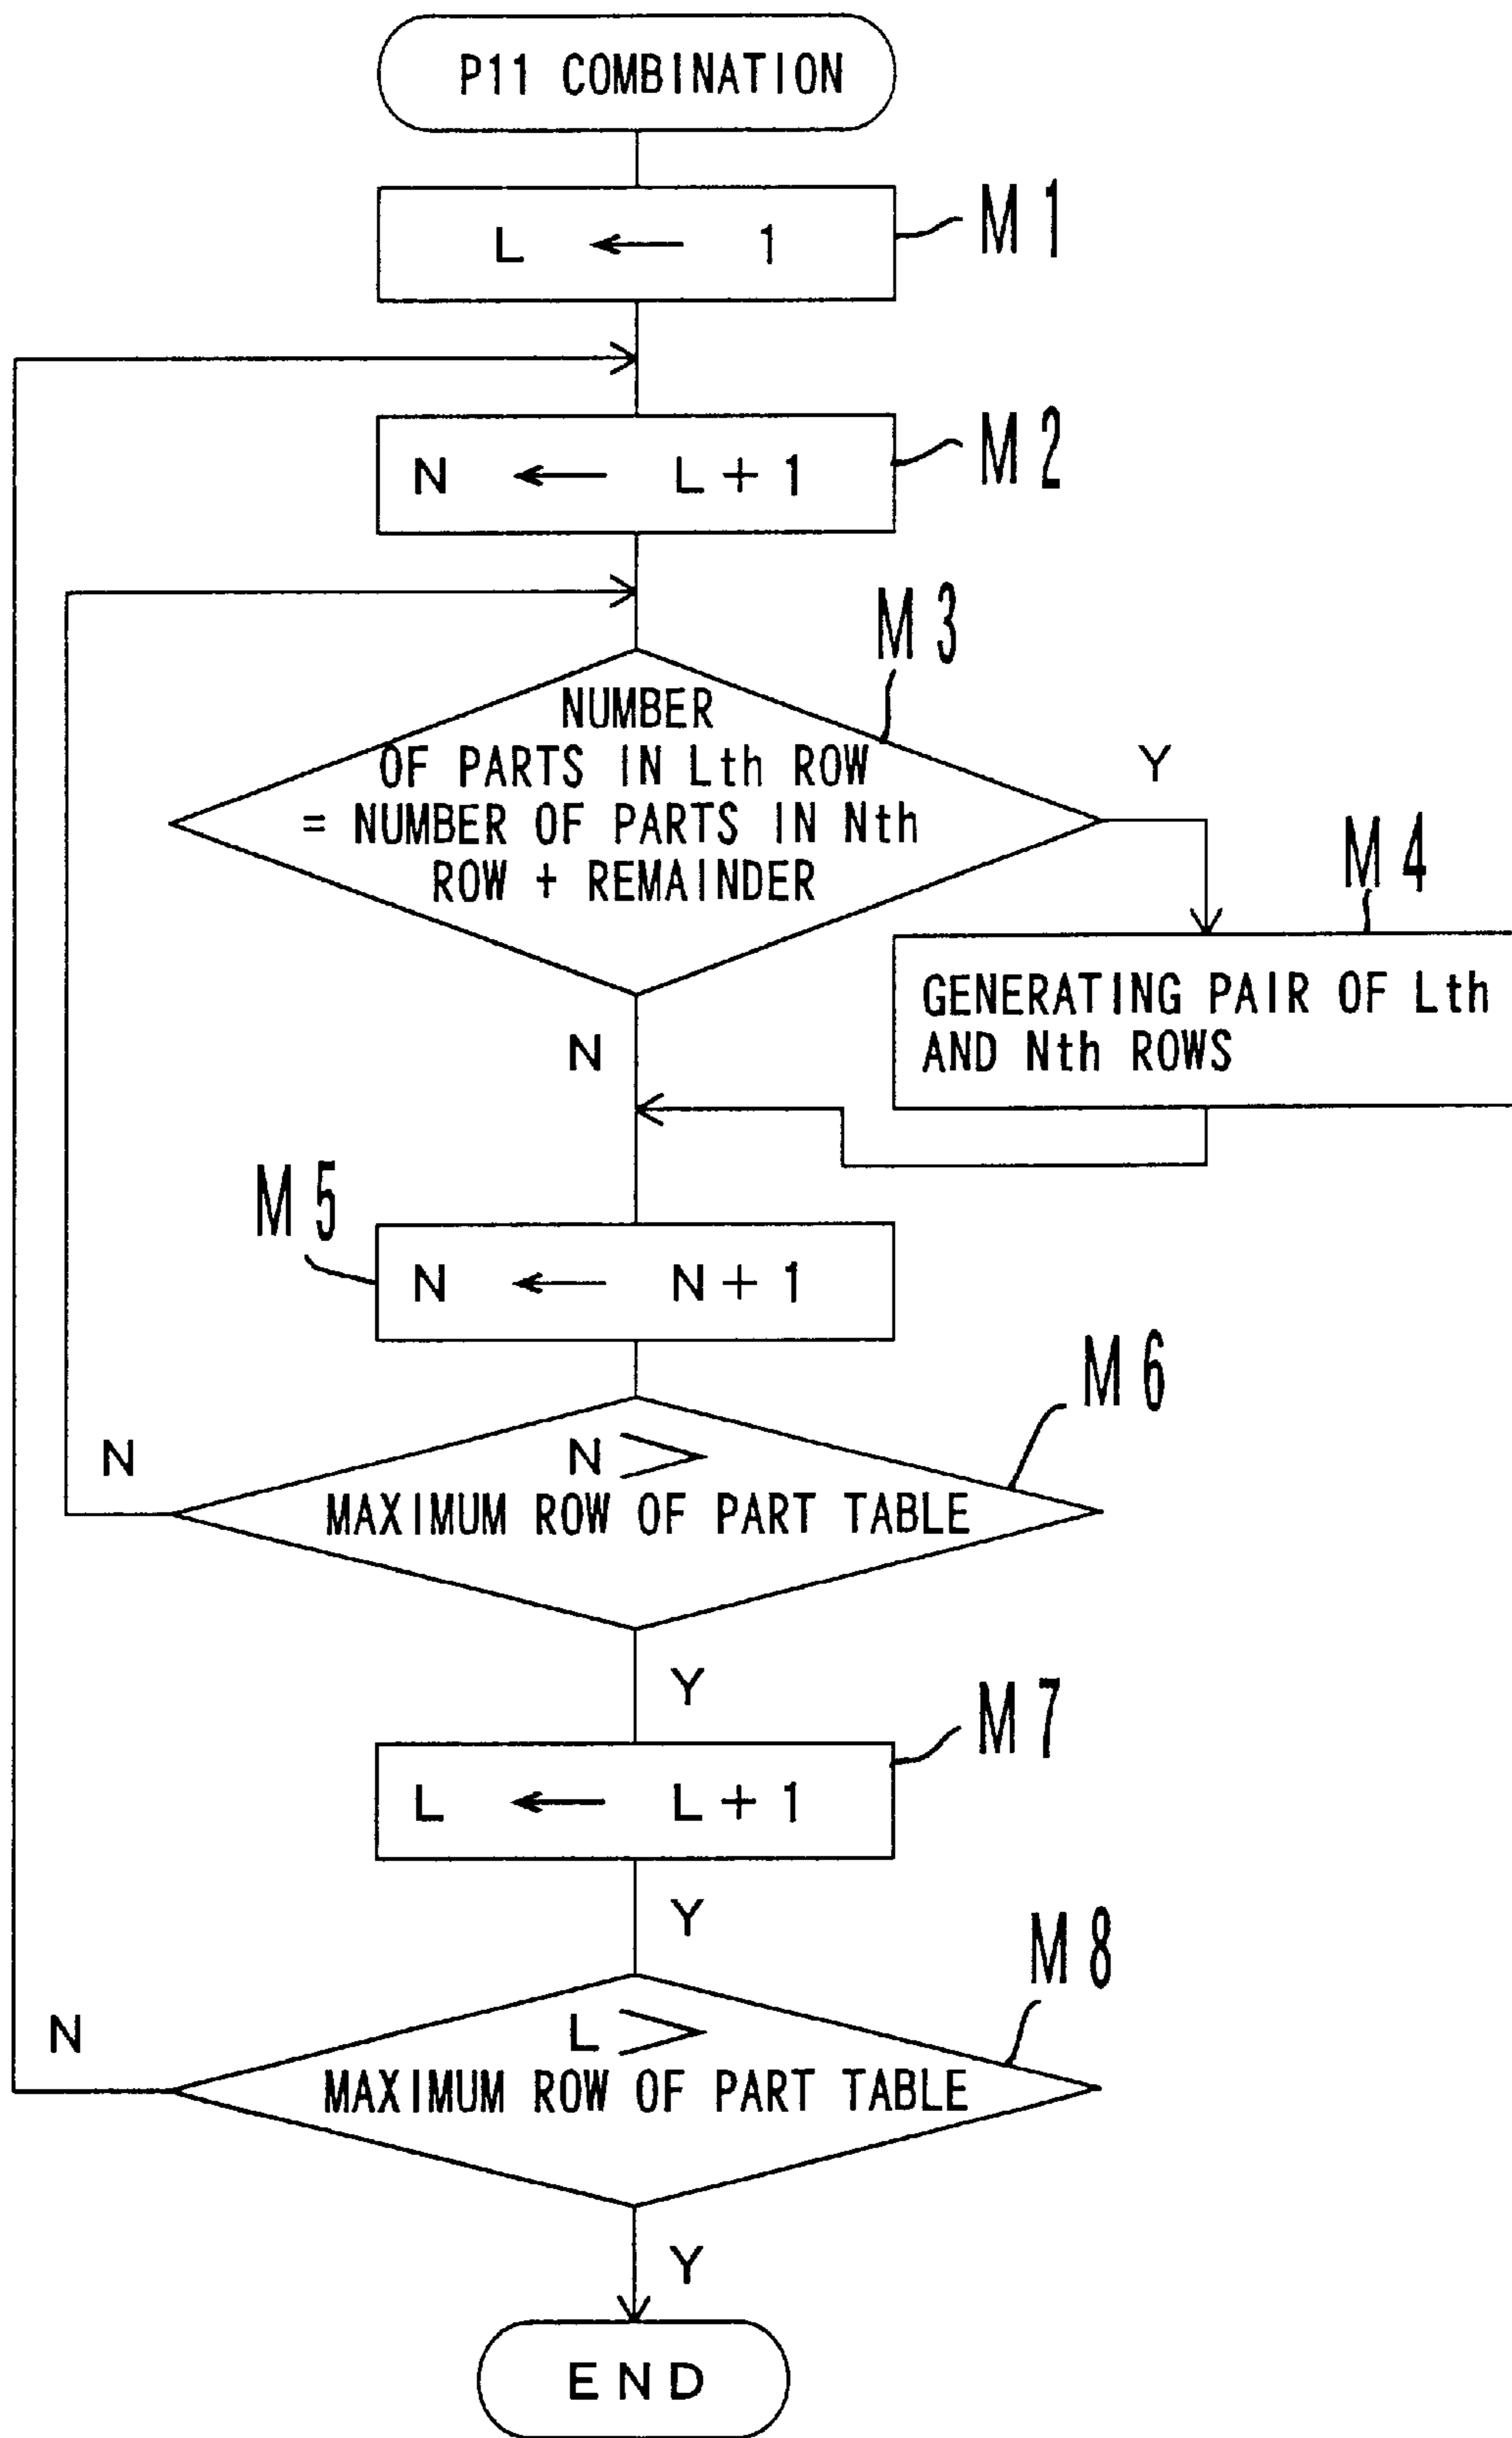 P11 COMBINATION
L ← 1
M1
N ← L+1
M2
M3
NUMBER
OF PARTS IN Lth ROW
= NUMBER OF PARTS IN Nth
ROW + REMAINDER
Y
M4
GENERATING PAIR OF Lth
AND Nth ROWS
N
M5
N ← N+1
M6
N >
MAXIMUM ROW OF PART TABLE
N
Y
M7
L ← L+1
Y
M8
L >
MAXIMUM ROW OF PART TABLE
N
Y
END